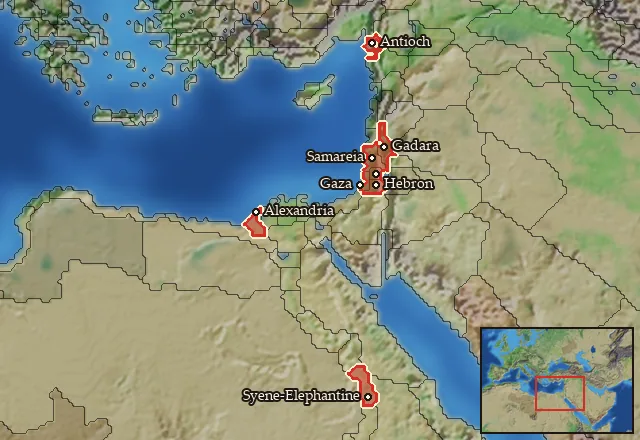 Antioch
Gadara
Samareia
Gaza
Hebron
Alexandria
Syene-Elephantine